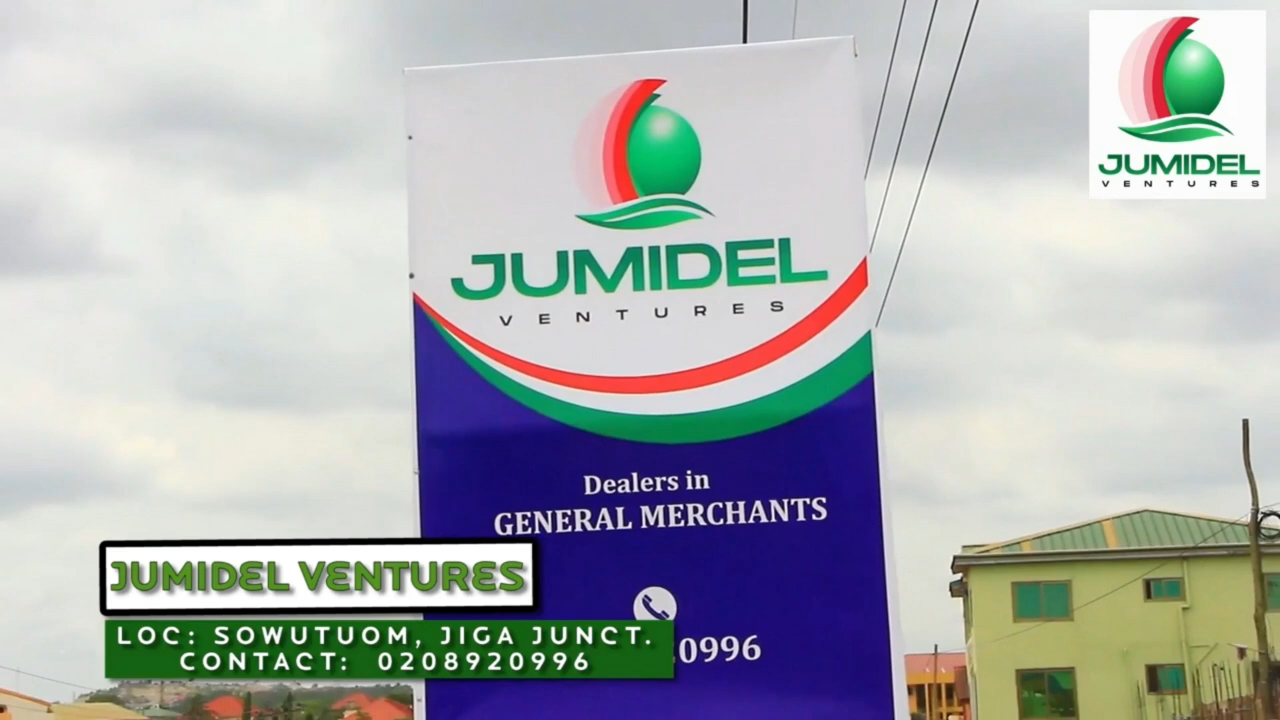 JUMIDEL
VENTURES
JUMIDEL
VENTURES
Dealers in
GENERAL MERCHANTS
0996
JUMIDEL VENTURES
LOC: SOWUTUOM, JIGA JUNCT.
CONTACT: 0208920996